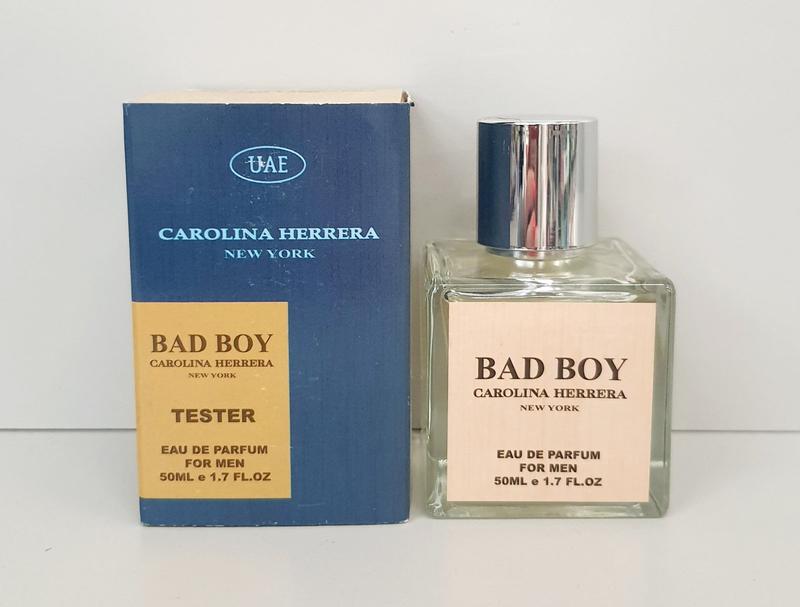 UAE
CAROLINA HERRERA
NEW YORK
BAD BOY
CAROLINA HERRERA
NEW YORK
TESTER
EAU DE PARFUM
FOR MEN
50ML e 1.7 FL.OZ
BAD BOY
CAROLINA HERRERA
NEW YORK
EAU DE PARFUM
FOR MEN
50ML e 1.7 FL.OZ